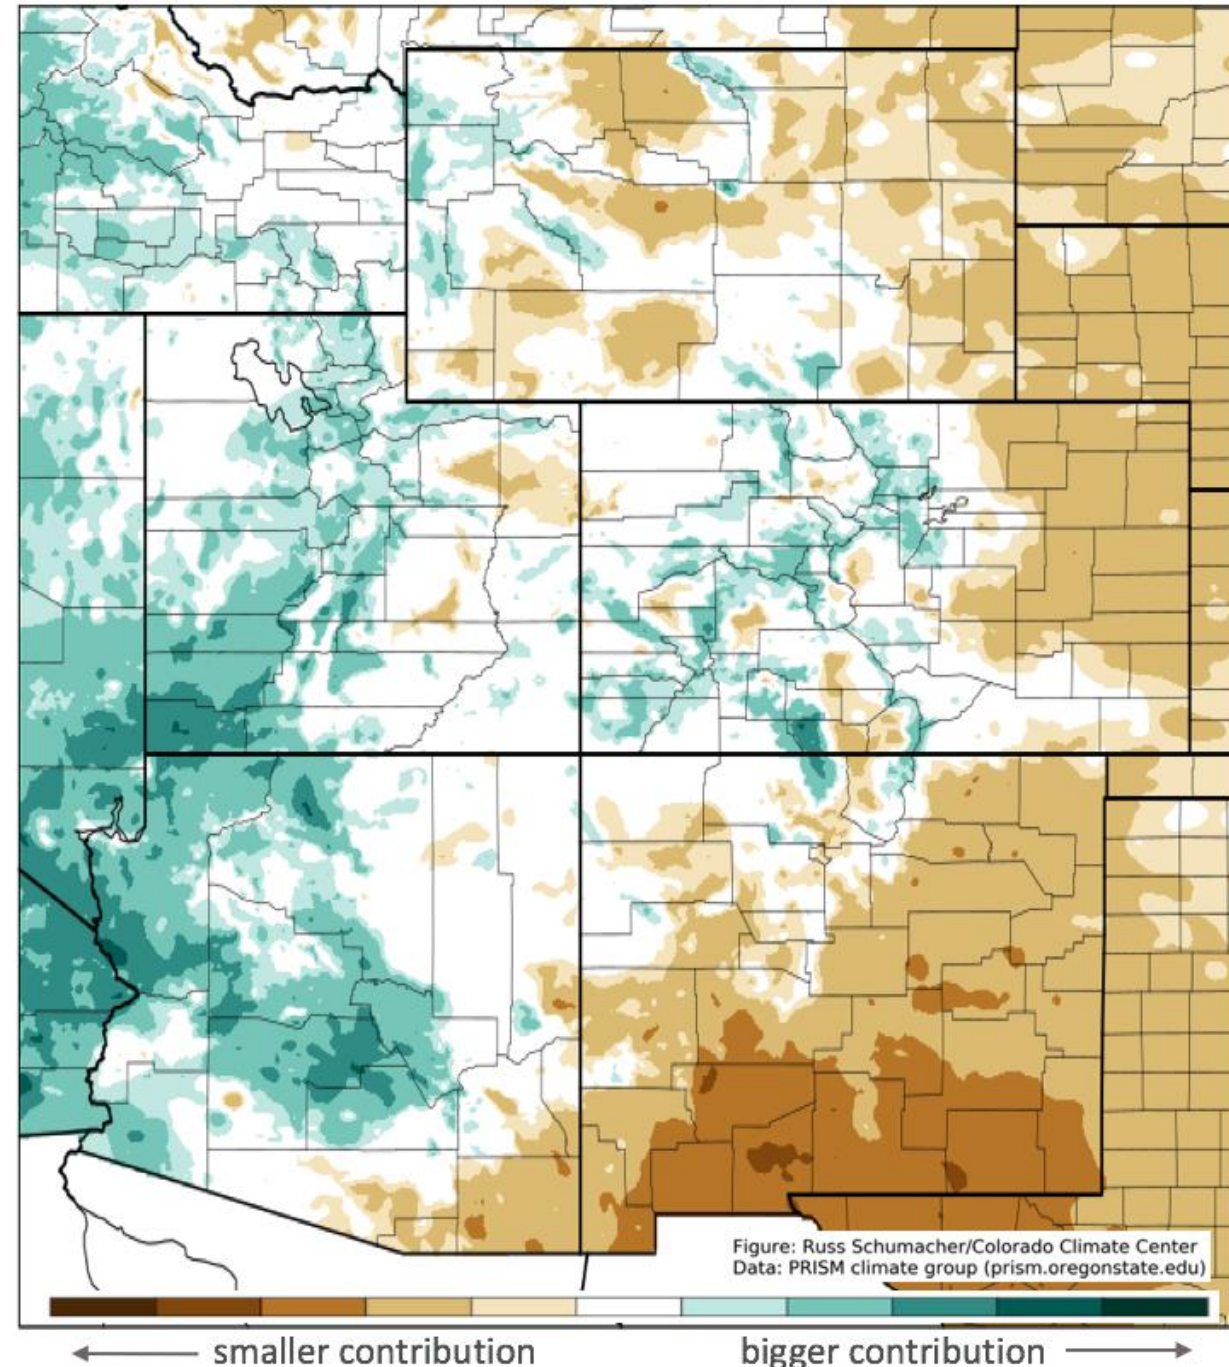 Figure: Russ Schumacher/Colorado Climate Center
Data: PRISM climate group (prism.oregonstate.edu)
smaller contribution
bigger contribution